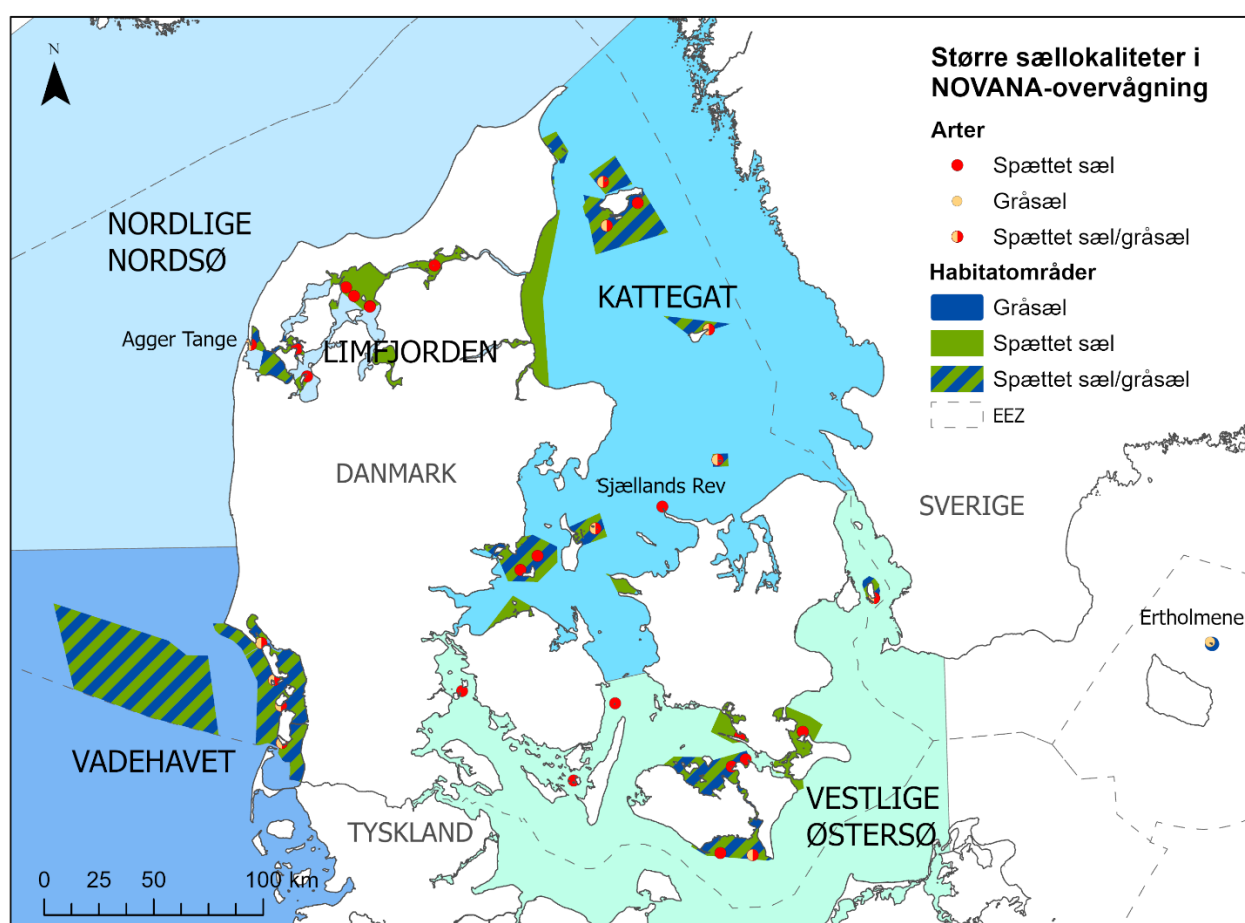 N
Større sællokaliteter i
NOVANA-overvågning
Arter
Spættet sæl
Gråsæl
Spættet sæl/gråsæl
Habitatområder
Gråsæl
Spættet sæl
Spættet sæl/gråsæl
EEZ
NORDLIGE
NORDSØ
KATTEGAT
Agger Tange
LIMFJORDEN
DANMARK
Sjællands Rev
SVERIGE
Ertholmene
VADEHAVET
VESTLIGE
ØSTERSØ
TYSKLAND
0 25 50 100 km